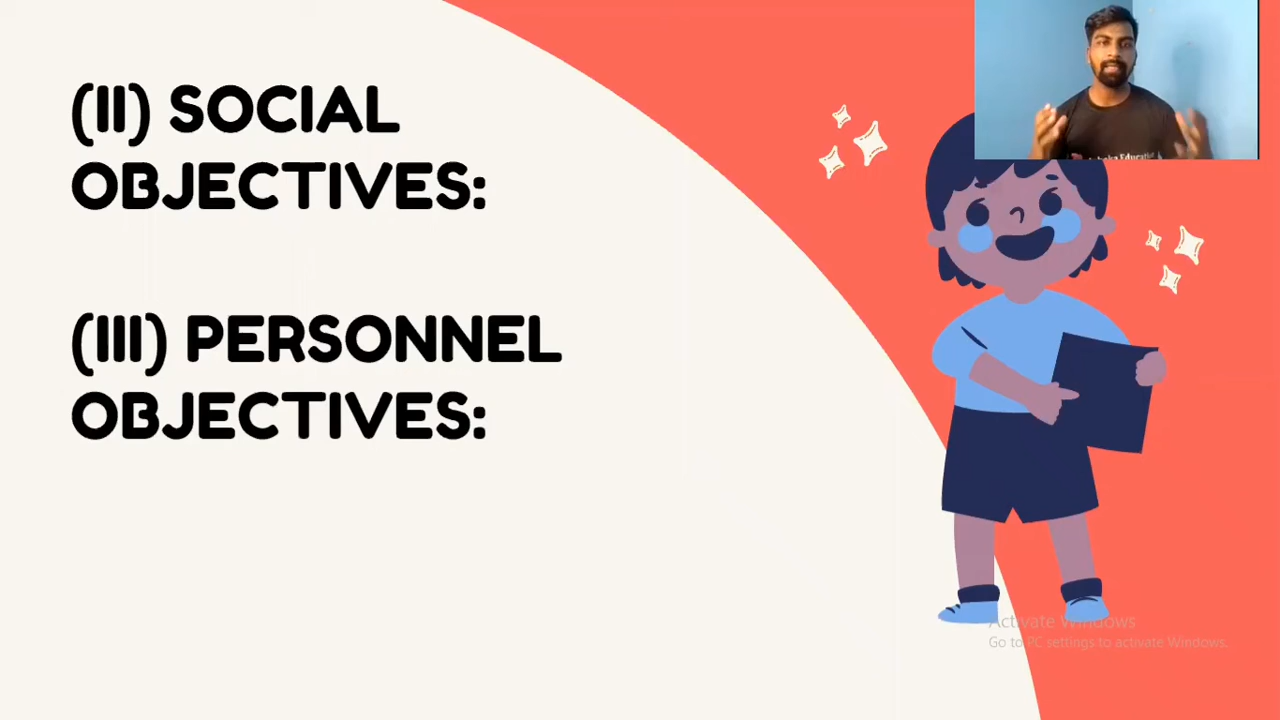 (II) SOCIAL
OBJECTIVES:
(III) PERSONNEL
OBJECTIVES:
Activate Windows
Go to PC settings to activate Windows.